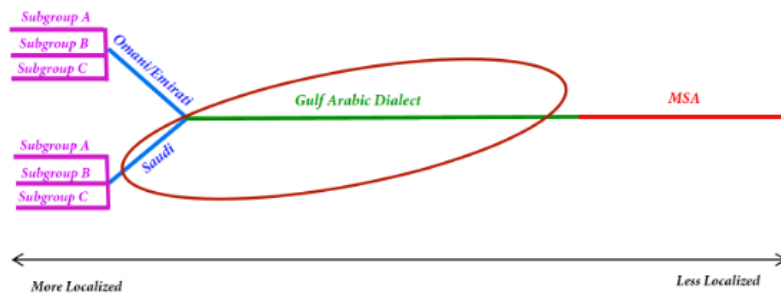 Subgroup A
Subgroup B
Subgroup C
Omani/Emirati
Gulf Arabic Dialect
MSA
Subgroup A
Subgroup B
Subgroup C
Saudi
More Localized
Less Localized